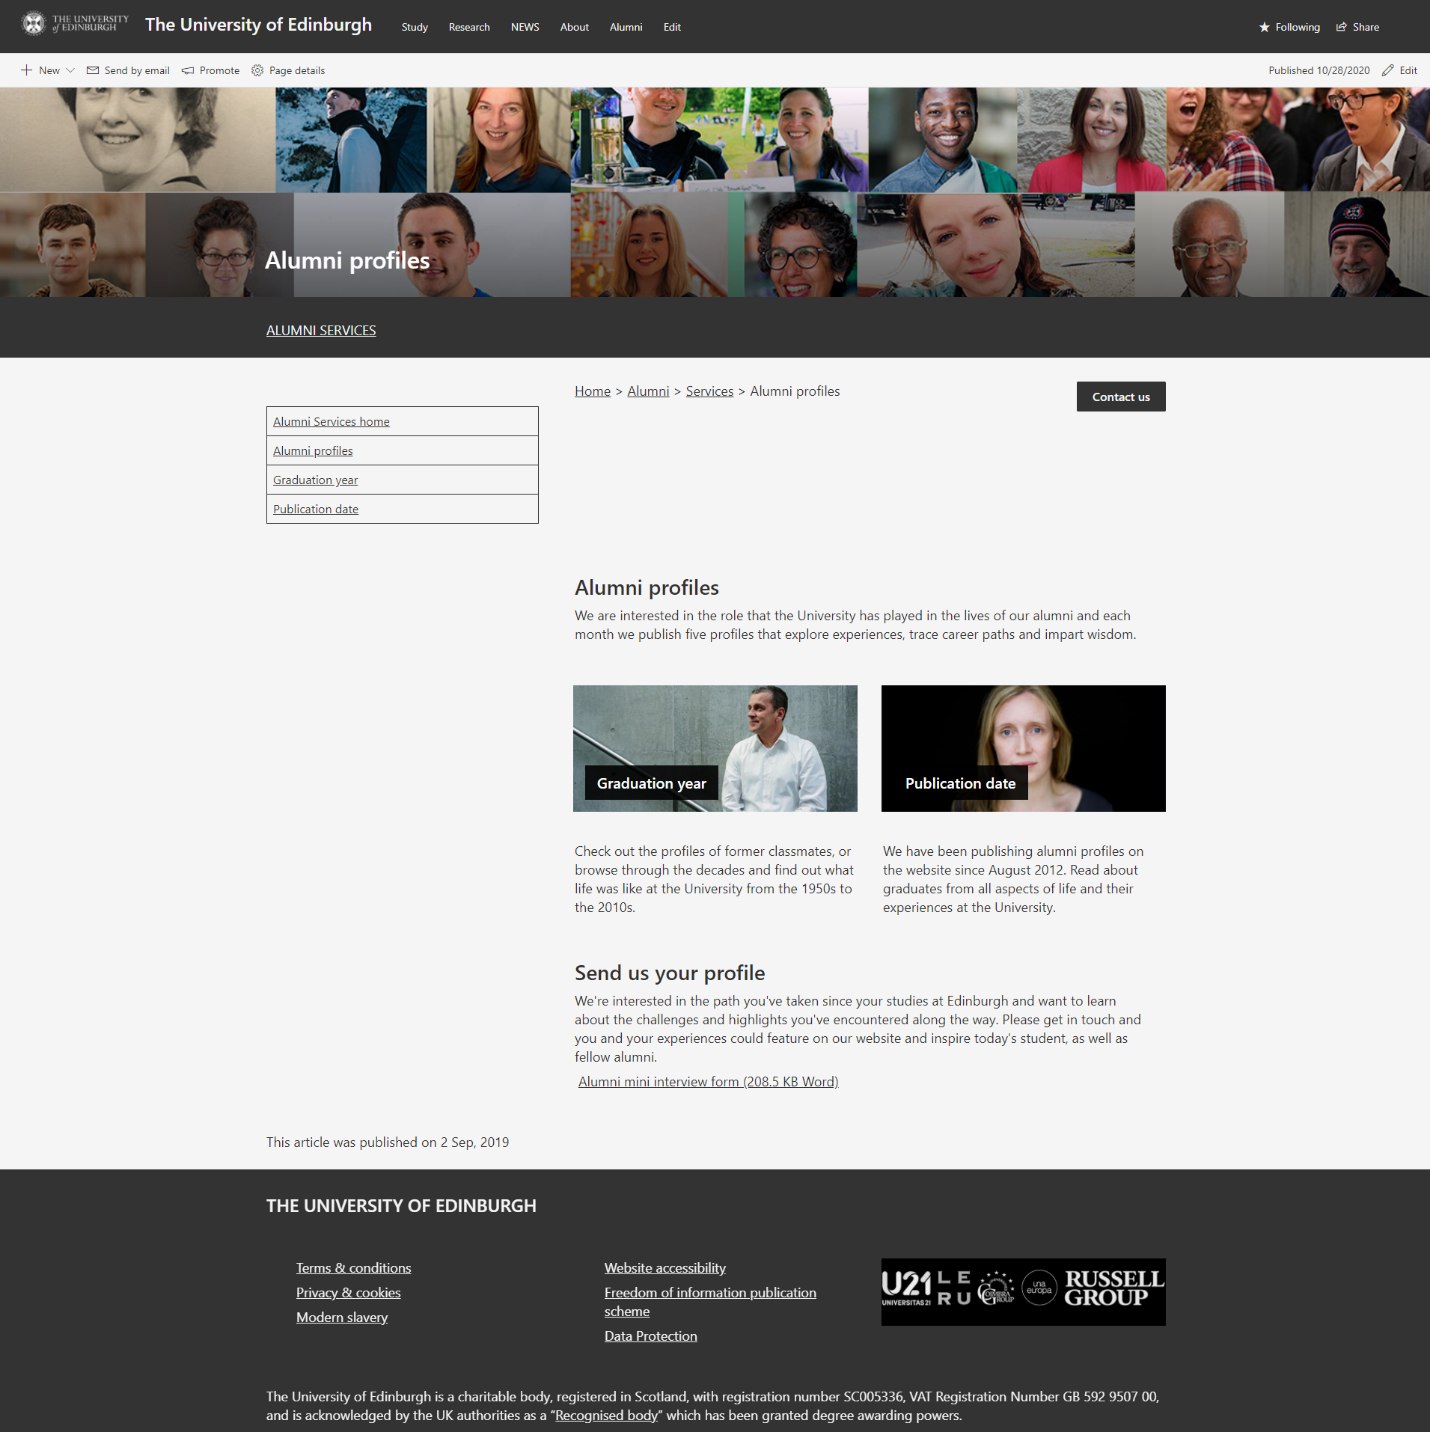 THE UNIVERSITY
of EDINBURGH
The University of Edinburgh
Study Research NEWS About Alumni Edit
Following Share
New Send by email Promote Page details
Published 10/28/2020 Edit
Alumni profiles
ALUMNI SERVICES
Home > Alumni > Services > Alumni profiles
Contact us
Alumni Services home
Alumni profiles
Graduation year
Publication date
Alumni profiles
We are interested in the role that the University has played in the lives of our alumni and each
month we publish five profiles that explore experiences, trace career paths and impart wisdom.
Graduation year
Publication date
Check out the profiles of former classmates, or
browse through the decades and find out what
life was like at the University from the 1950s to
the 2010s.
We have been publishing alumni profiles on
the website since August 2012. Read about
graduates from all aspects of life and their
experiences at the University.
Send us your profile
We're interested in the path you've taken since your studies at Edinburgh and want to learn
about the challenges and highlights you've encountered along the way. Please get in touch and
you and your experiences could feature on our website and inspire today's student, as well as
fellow alumni.
Alumni mini interview form (208.5 KB Word)
This article was published on 2 Sep, 2019
THE UNIVERSITY OF EDINBURGH
Terms & conditions
Privacy & cookies
Modern slavery
Website accessibility
Freedom of information publication
scheme
Data Protection
U21
UNIVERSITAS 21
LE
RU
COIMBRA
GROUP
una
europa
RUSSELL
GROUP
The University of Edinburgh is a charitable body, registered in Scotland, with registration number SC005336, VAT Registration Number GB 592 9507 00,
and is acknowledged by the UK authorities as a “Recognised body” which has been granted degree awarding powers.